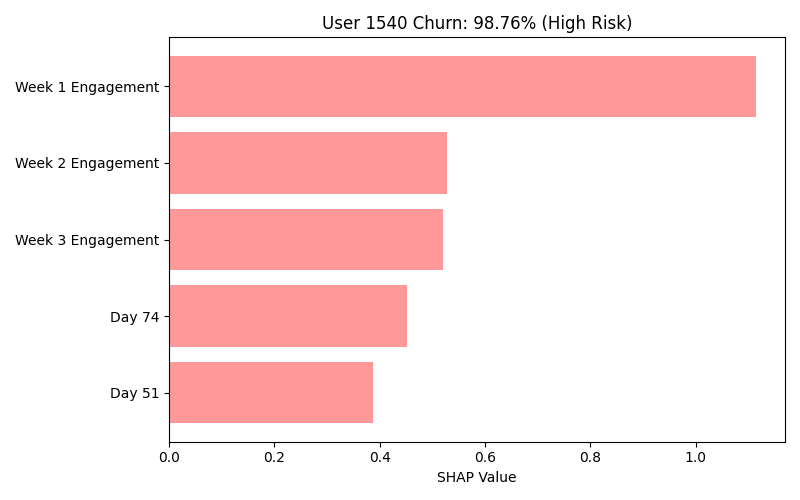 User 1540 Churn: 98.76% (High Risk)
Week 1 Engagement
Week 2 Engagement
Week 3 Engagement
Day 74
Day 51
0.0 0.2 0.4 0.6 0.8 1.0
SHAP Value